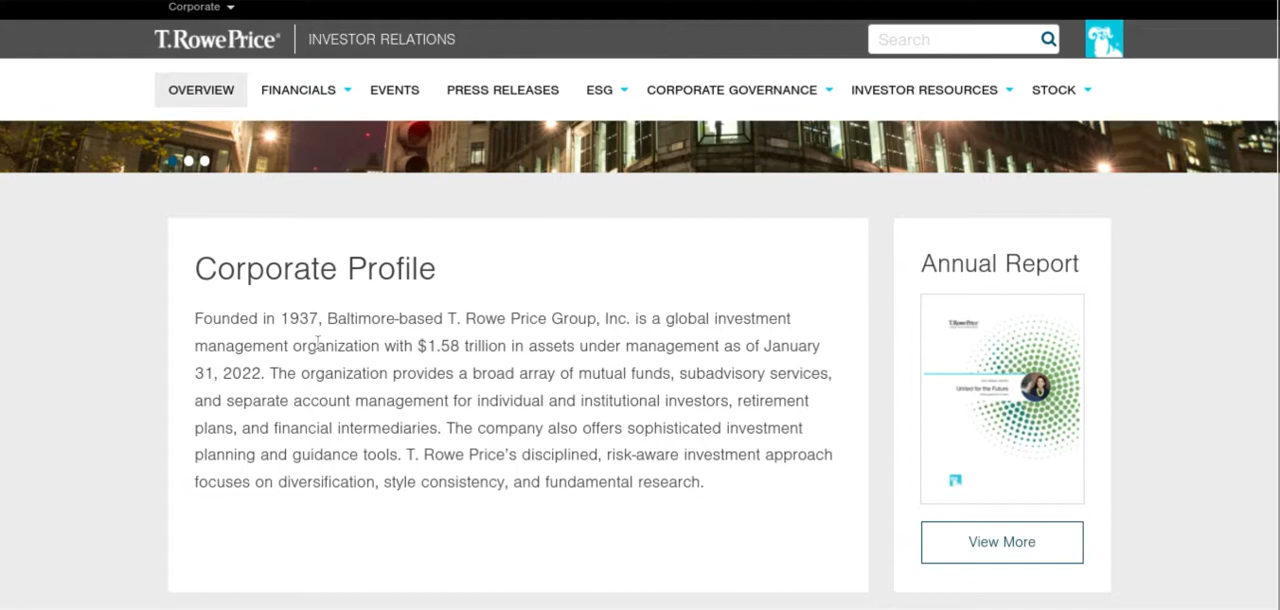 Corporate
T.RowePrice
INVESTOR RELATIONS
Search
OVERVIEW
FINANCIALS
EVENTS
PRESS RELEASES
ESG
CORPORATE GOVERNANCE
INVESTOR RESOURCES
STOCK
Corporate Profile
Founded in 1937, Baltimore-based T. Rowe Price Group, Inc. is a global investment
management organization with $1.58 trillion in assets under management as of January
31, 2022. The organization provides a broad array of mutual funds, subadvisory services,
and separate account management for individual and institutional investors, retirement
plans, and financial intermediaries. The company also offers sophisticated investment
planning and guidance tools. T. Rowe Price's disciplined, risk-aware investment approach
focuses on diversification, style consistency, and fundamental research.
Annual Report
T.RowePrice
United for the Future.
View More